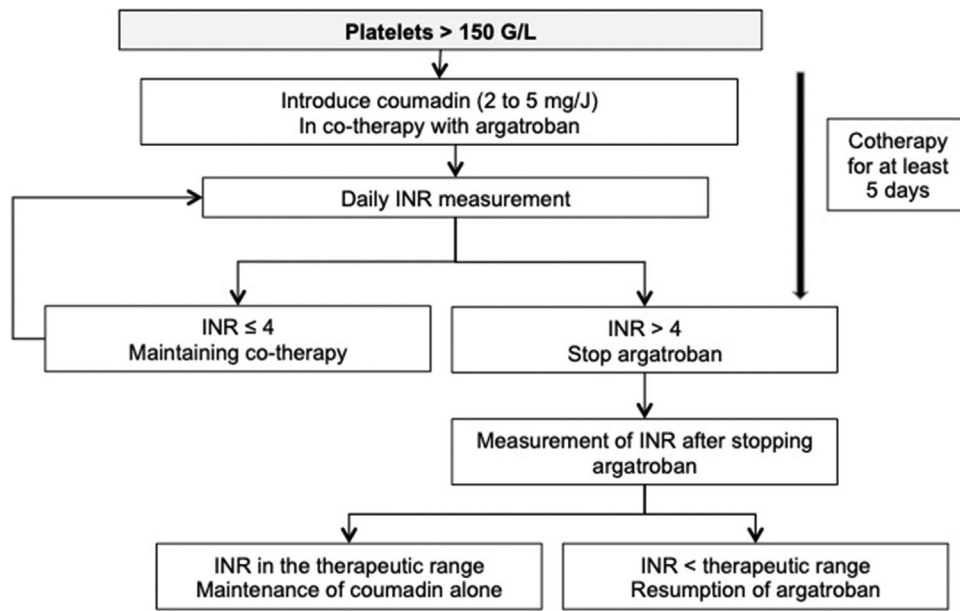 Platelets > 150 G/L
Introduce coumadin (2 to 5 mg/J)
In co-therapy with argatroban
Cotherapy
for at least
5 days
Daily INR measurement
INR ≤ 4
Maintaining co-therapy
INR > 4
Stop argatroban
Measurement of INR after stopping
argatroban
INR in the therapeutic range
Maintenance of coumadin alone
INR < therapeutic range
Resumption of argatroban